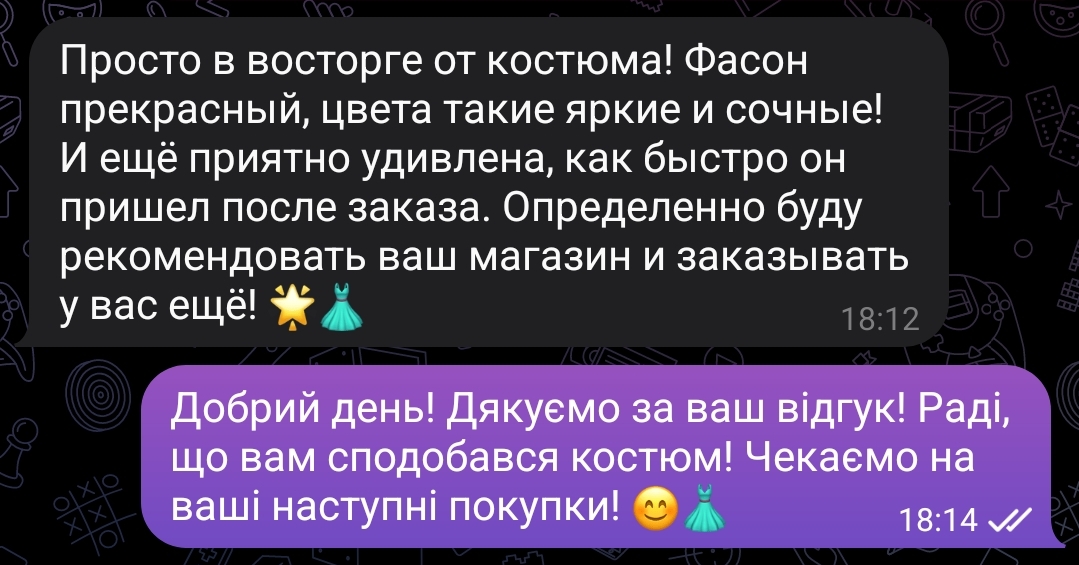 Просто в восторге от костюма! Фасон
прекрасный, цвета такие яркие и сочные!
И ещё приятно удивлена, как быстро он
пришел после заказа. Определенно буду
рекомендовать ваш магазин и заказывать
у вас ещё! 🌟👗
18:12
Добрий день! Дякуємо за ваш відгук! Раді,
що вам сподобався костюм! Чекаємо на
ваші наступні покупки! 😊👗
18:14